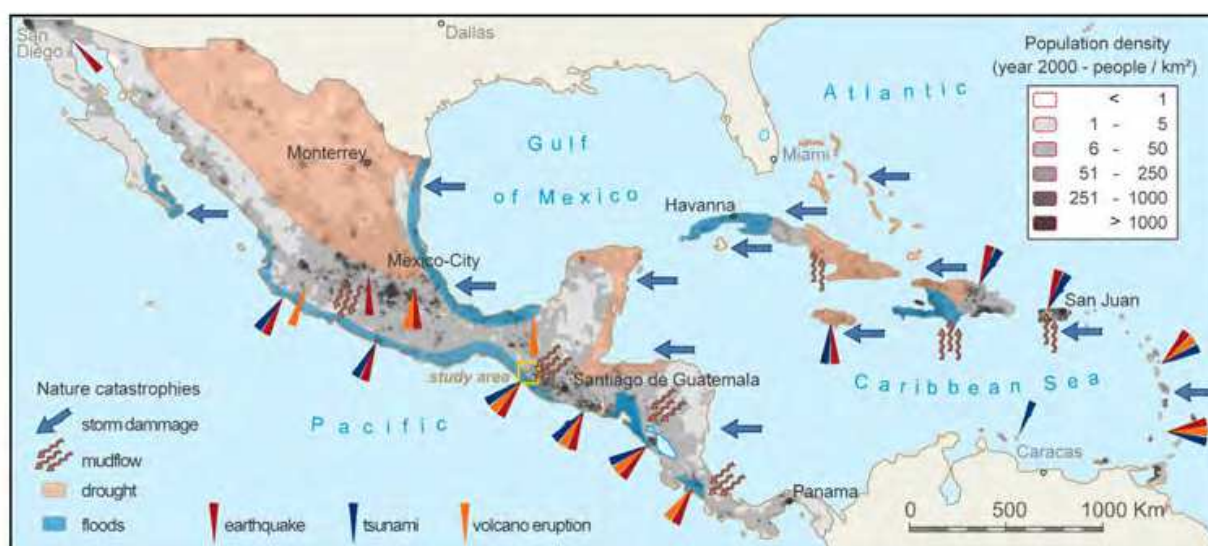 San
Diego
Dallas
Population density
(year 2000 - people / km²)
< 1
1 - 5
6 - 50
51 - 250
251 - 1000
> 1000
Atlantic
Gulf
of Mexico
Monterrey
Miami
Havanna
Mexico-City
San Juan
study area
Santiago de Guatemala
Caribbean Sea
Pacific
Caracas
Panama
Nature catastrophies
storm dammage
mudflow
drought
floods
earthquake
tsunami
volcano eruption
0 500 1000 Km